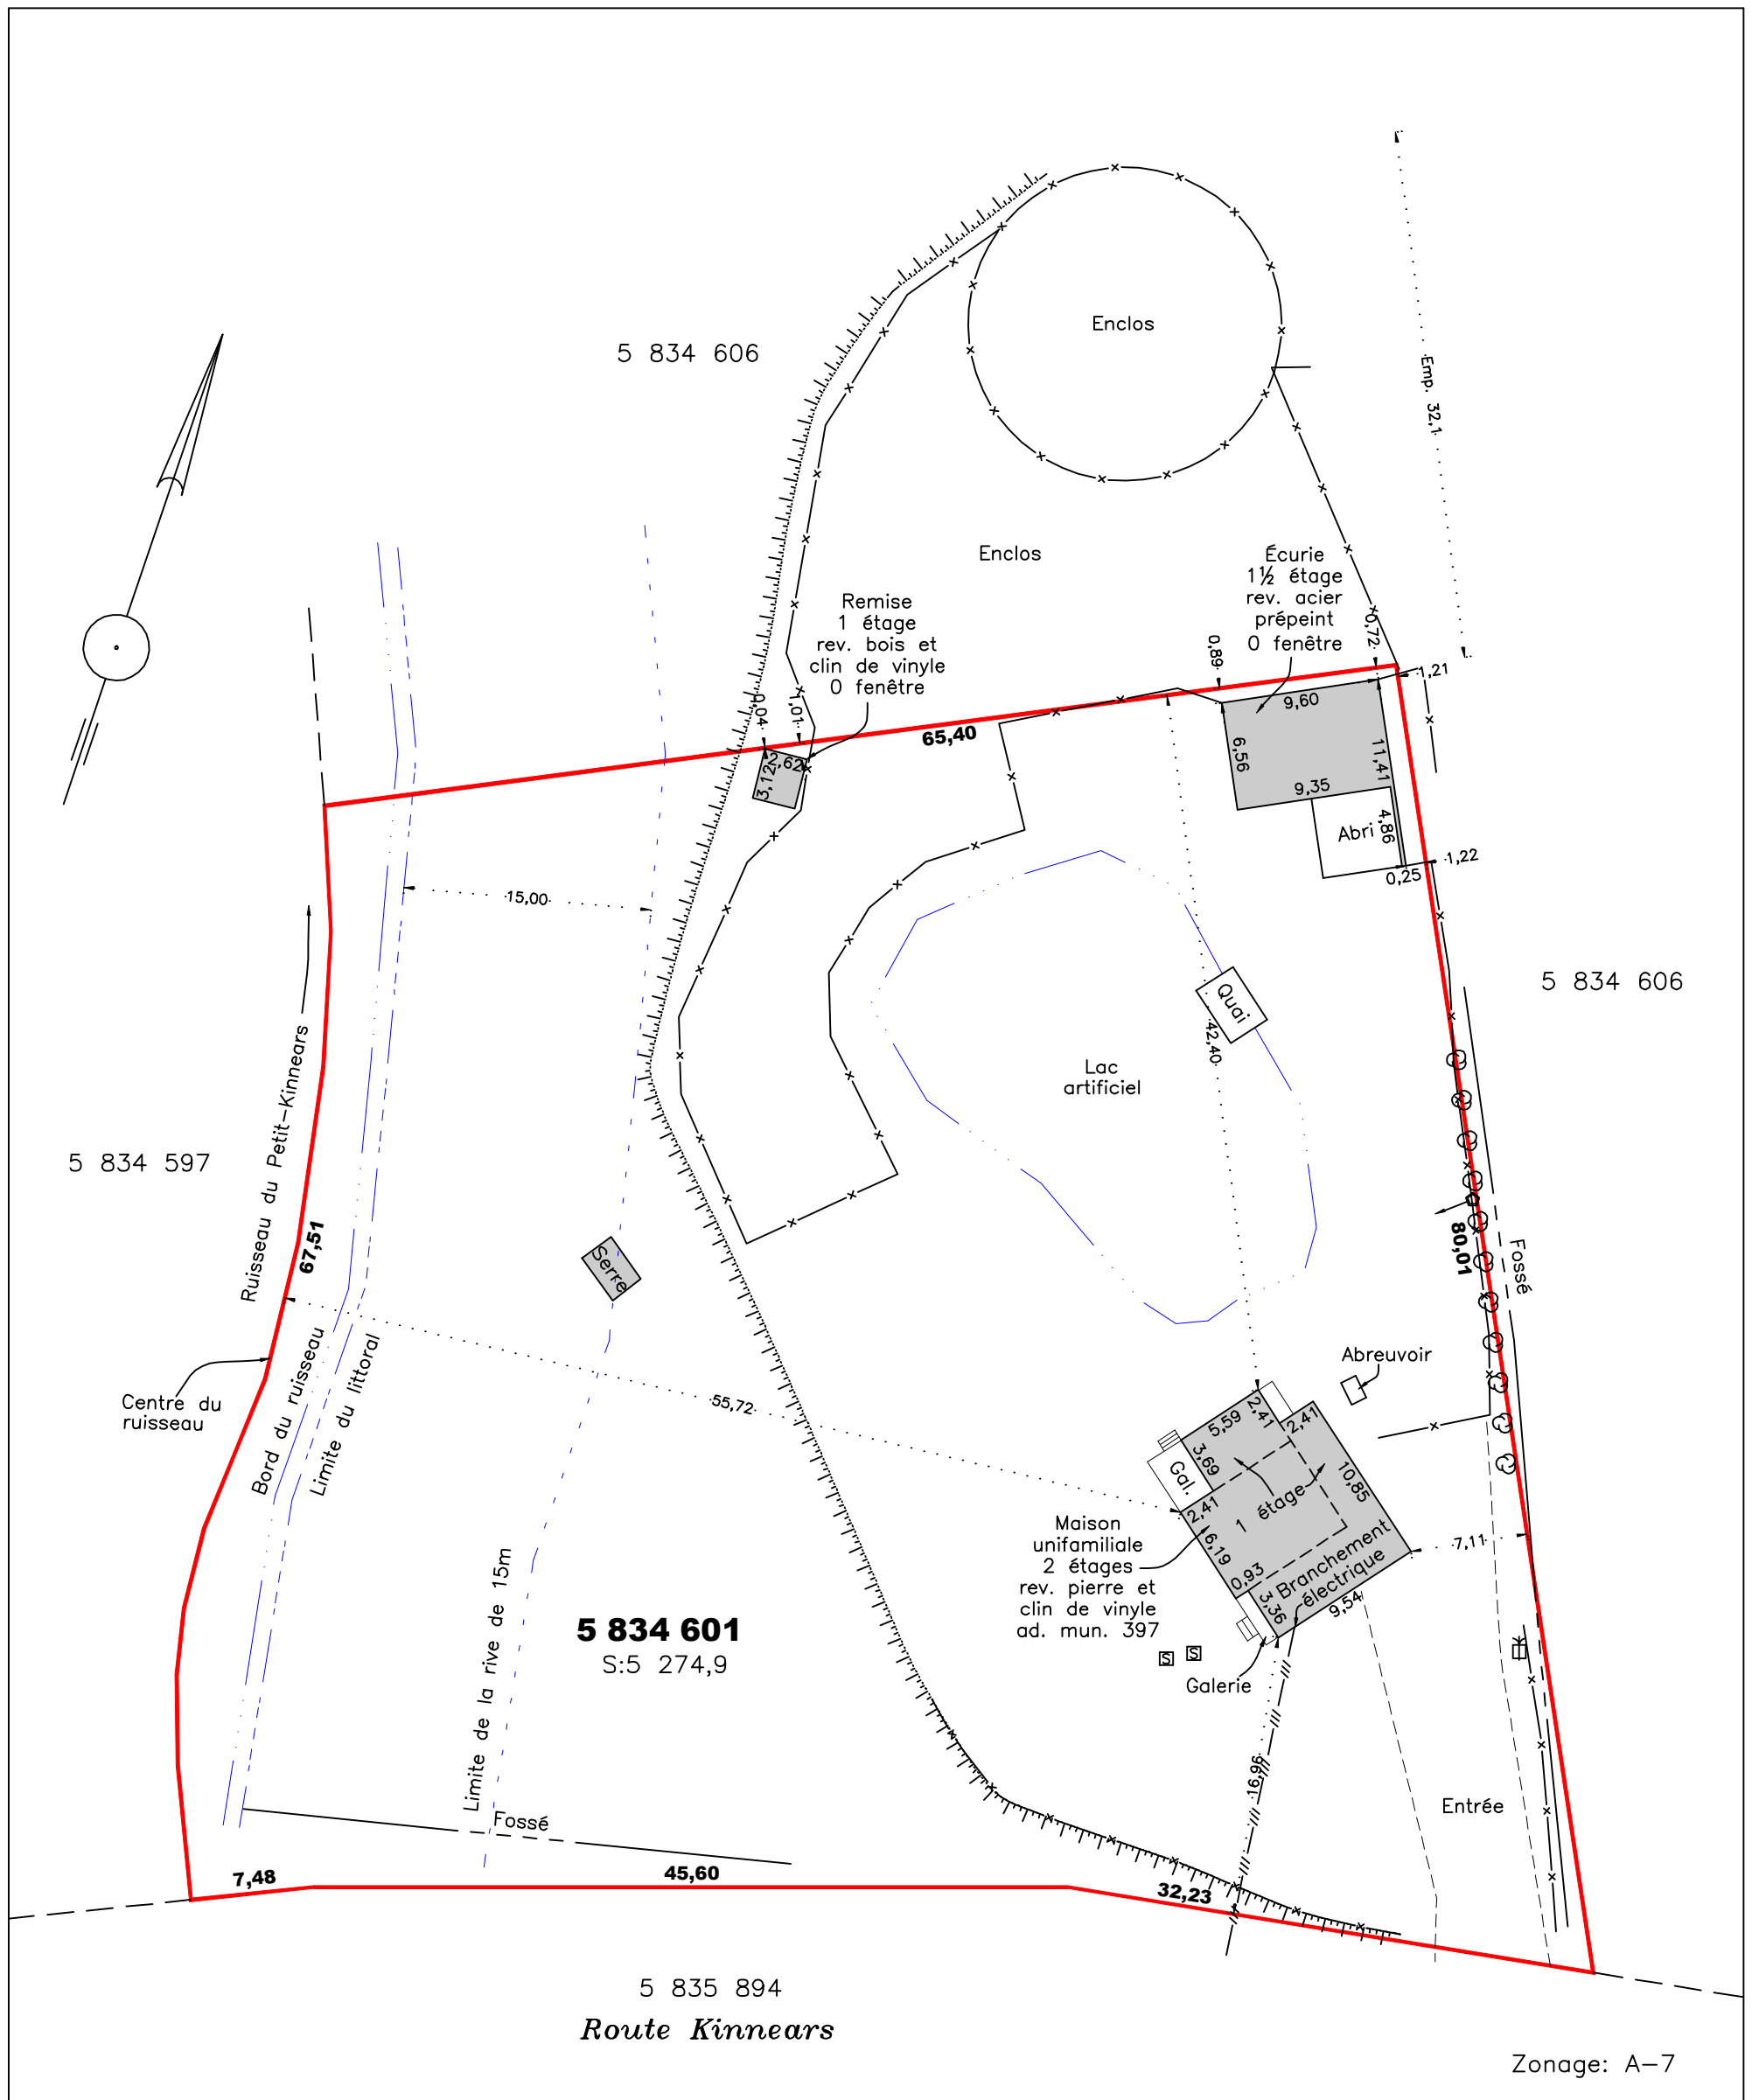 Enclos
5 834 606
Emp. 32,1
Enclos
Écurie
1½ étage
rev. acier
prépeint
0 fenêtre
Remise
1 étage
rev. bois et
clin de vinyle
0 fenêtre
0,72
0,89
1,21
0,04
1,01
65,40
9,60
2,62
3,12
6,56
11,41
9,35
Abri
4,86
1,22
0,25
15,00
5 834 606
Quai
42,40
Lac
artificiel
Ruisseau du Petit-Kinnears
5 834 597
67,51
80,01
Fossé
Serre
Bord du ruisseau
Limite du littoral
Centre du
ruisseau
55,72
Abreuvoir
5,59
2,41
2,41
3,69
Gal.
2,41
10,85
1 étage
6,19
Maison
unifamiliale
2 étages
rev. pierre et
clin de vinyle
ad. mun. 397
7,11
0,93
Branchement
électrique
3,36
9,54
Limite de la rive de 15m
5 834 601
S:5 274,9
S
S
Galerie
16,96
Entrée
Fossé
7,48
45,60
32,23
5 835 894
Route Kinnears
Zonage: A-7